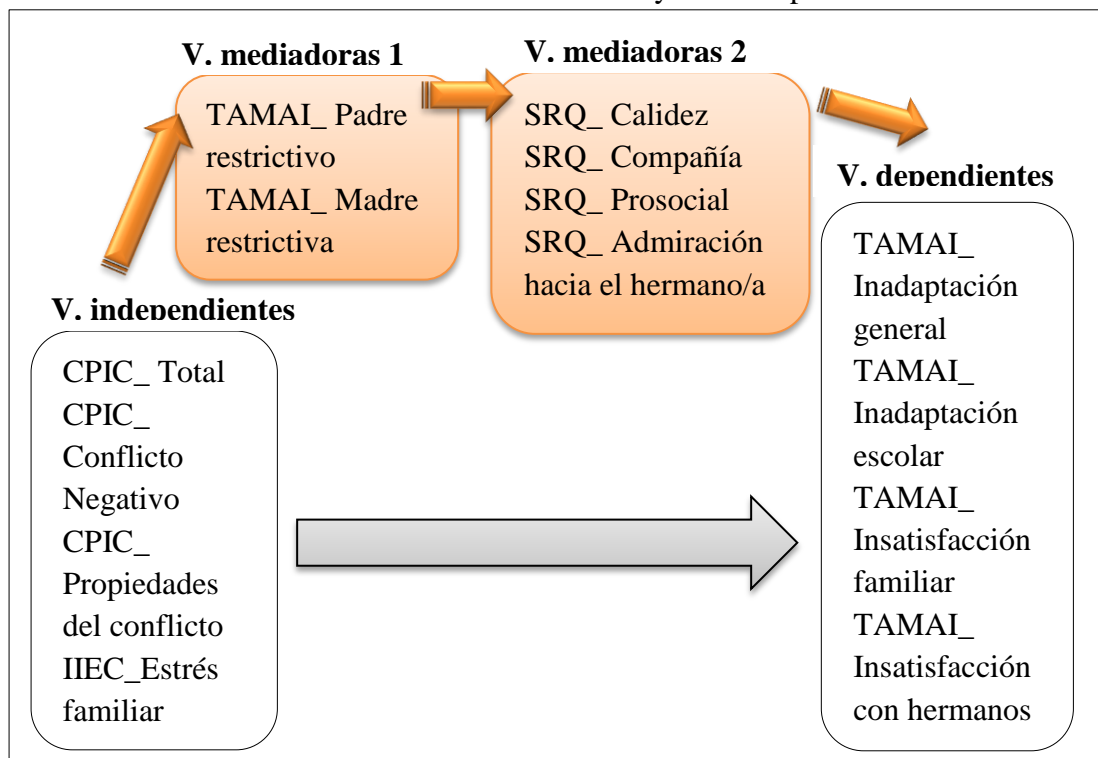 V. mediadoras 1
TAMAI_ Padre
restrictivo
TAMAI_ Madre
restrictiva
V. mediadoras 2
SRQ_ Calidez
SRQ_ Compañía
SRQ_ Prosocial
SRQ_ Admiración
hacia el hermano/a
V. independientes
CPIC_ Total
CPIC_
Conflicto
Negativo
CPIC_
Propiedades
del conflicto
IIEC_Estrés
familiar
V. dependientes
TAMAI_
Inadaptación
general
TAMAI_
Inadaptación
escolar
TAMAI_
Insatisfacción
familiar
TAMAI_
Insatisfacción
con hermanos